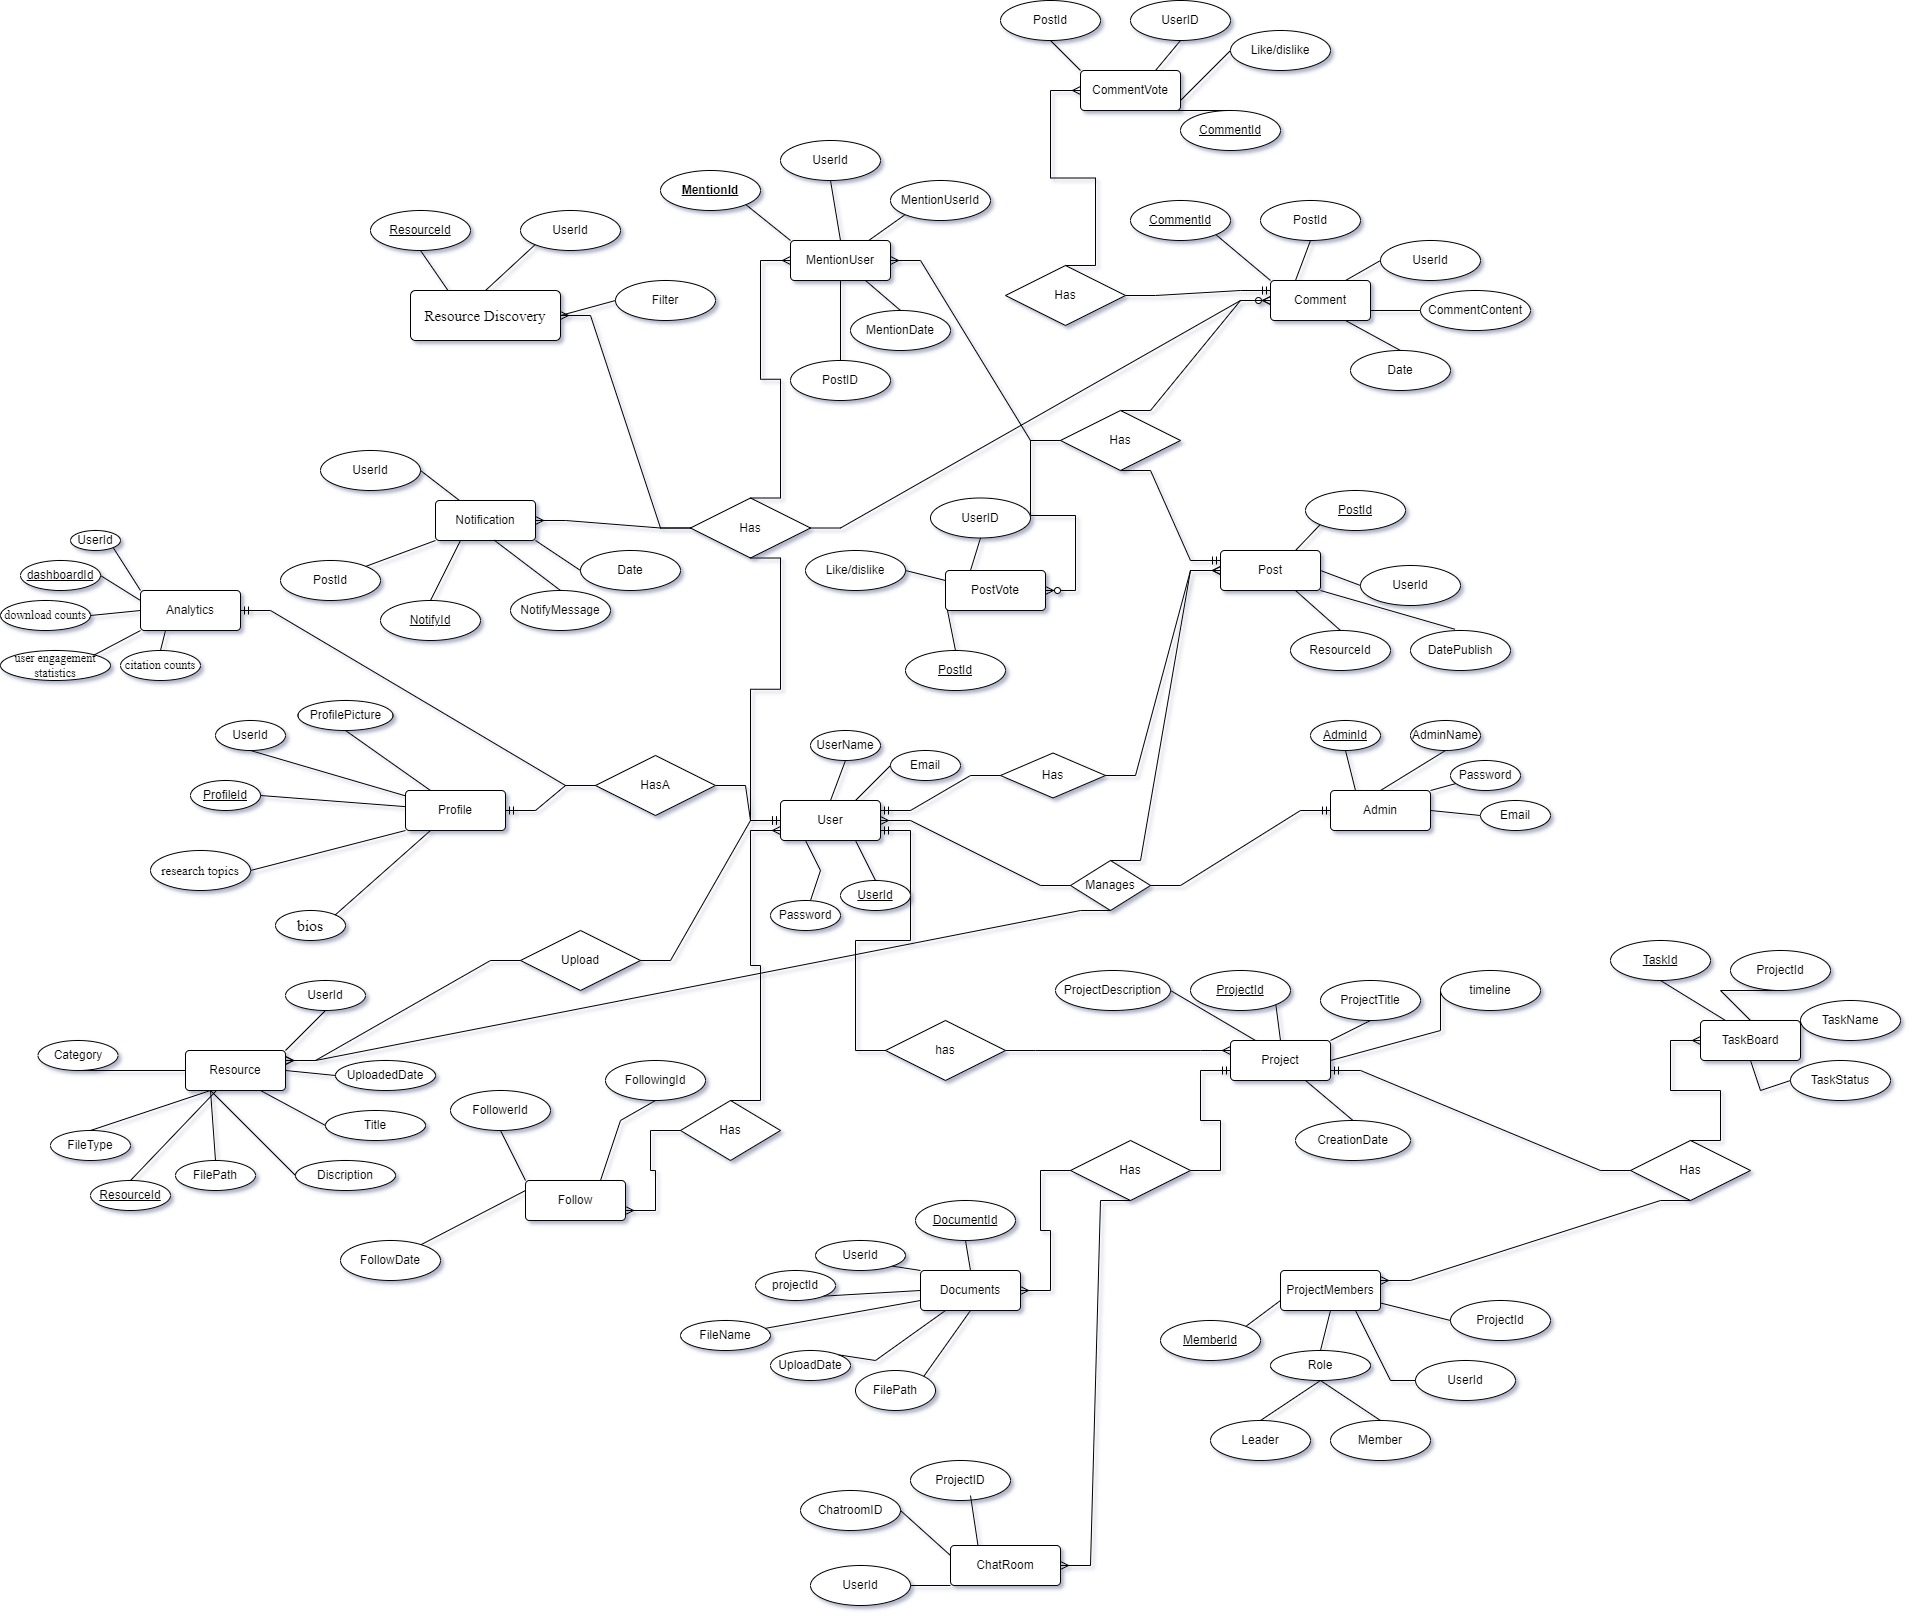 PostId
UserID
Like/dislike
CommentVote
CommentId
UserId
MentionId
MentionUserId
ResourceId
UserId
CommentId
PostId
MentionUser
UserId
Filter
Has
Comment
Resource Discovery
CommentContent
MentionDate
Date
PostID
Has
UserId
PostId
Notification
UserID
Has
UserId
Date
Like/dislike
Post
dashboardId
PostId
UserId
PostVote
Analytics
NotifyMessage
download counts
NotifyId
ResourceId
DatePublish
user engagement
statistics
citation counts
PostId
ProfilePicture
UserId
UserName
AdminId
AdminName
Email
Has
Password
HasA
ProfileId
Profile
User
Admin
Email
research topics
Manages
UserId
Password
bios
Upload
TaskId
ProjectId
UserId
ProjectDescription
ProjectId
ProjectTitle
timeline
TaskName
Category
has
Project
TaskBoard
Resource
UploadedDate
FollowingId
TaskStatus
FollowerId
Title
Has
FileType
CreationDate
FilePath
Discription
Has
Has
ResourceId
Follow
DocumentId
FollowDate
UserId
projectId
Documents
ProjectMembers
FileName
ProjectId
MemberId
UploadDate
Role
FilePath
UserId
Leader
Member
ProjectID
ChatroomID
ChatRoom
UserId